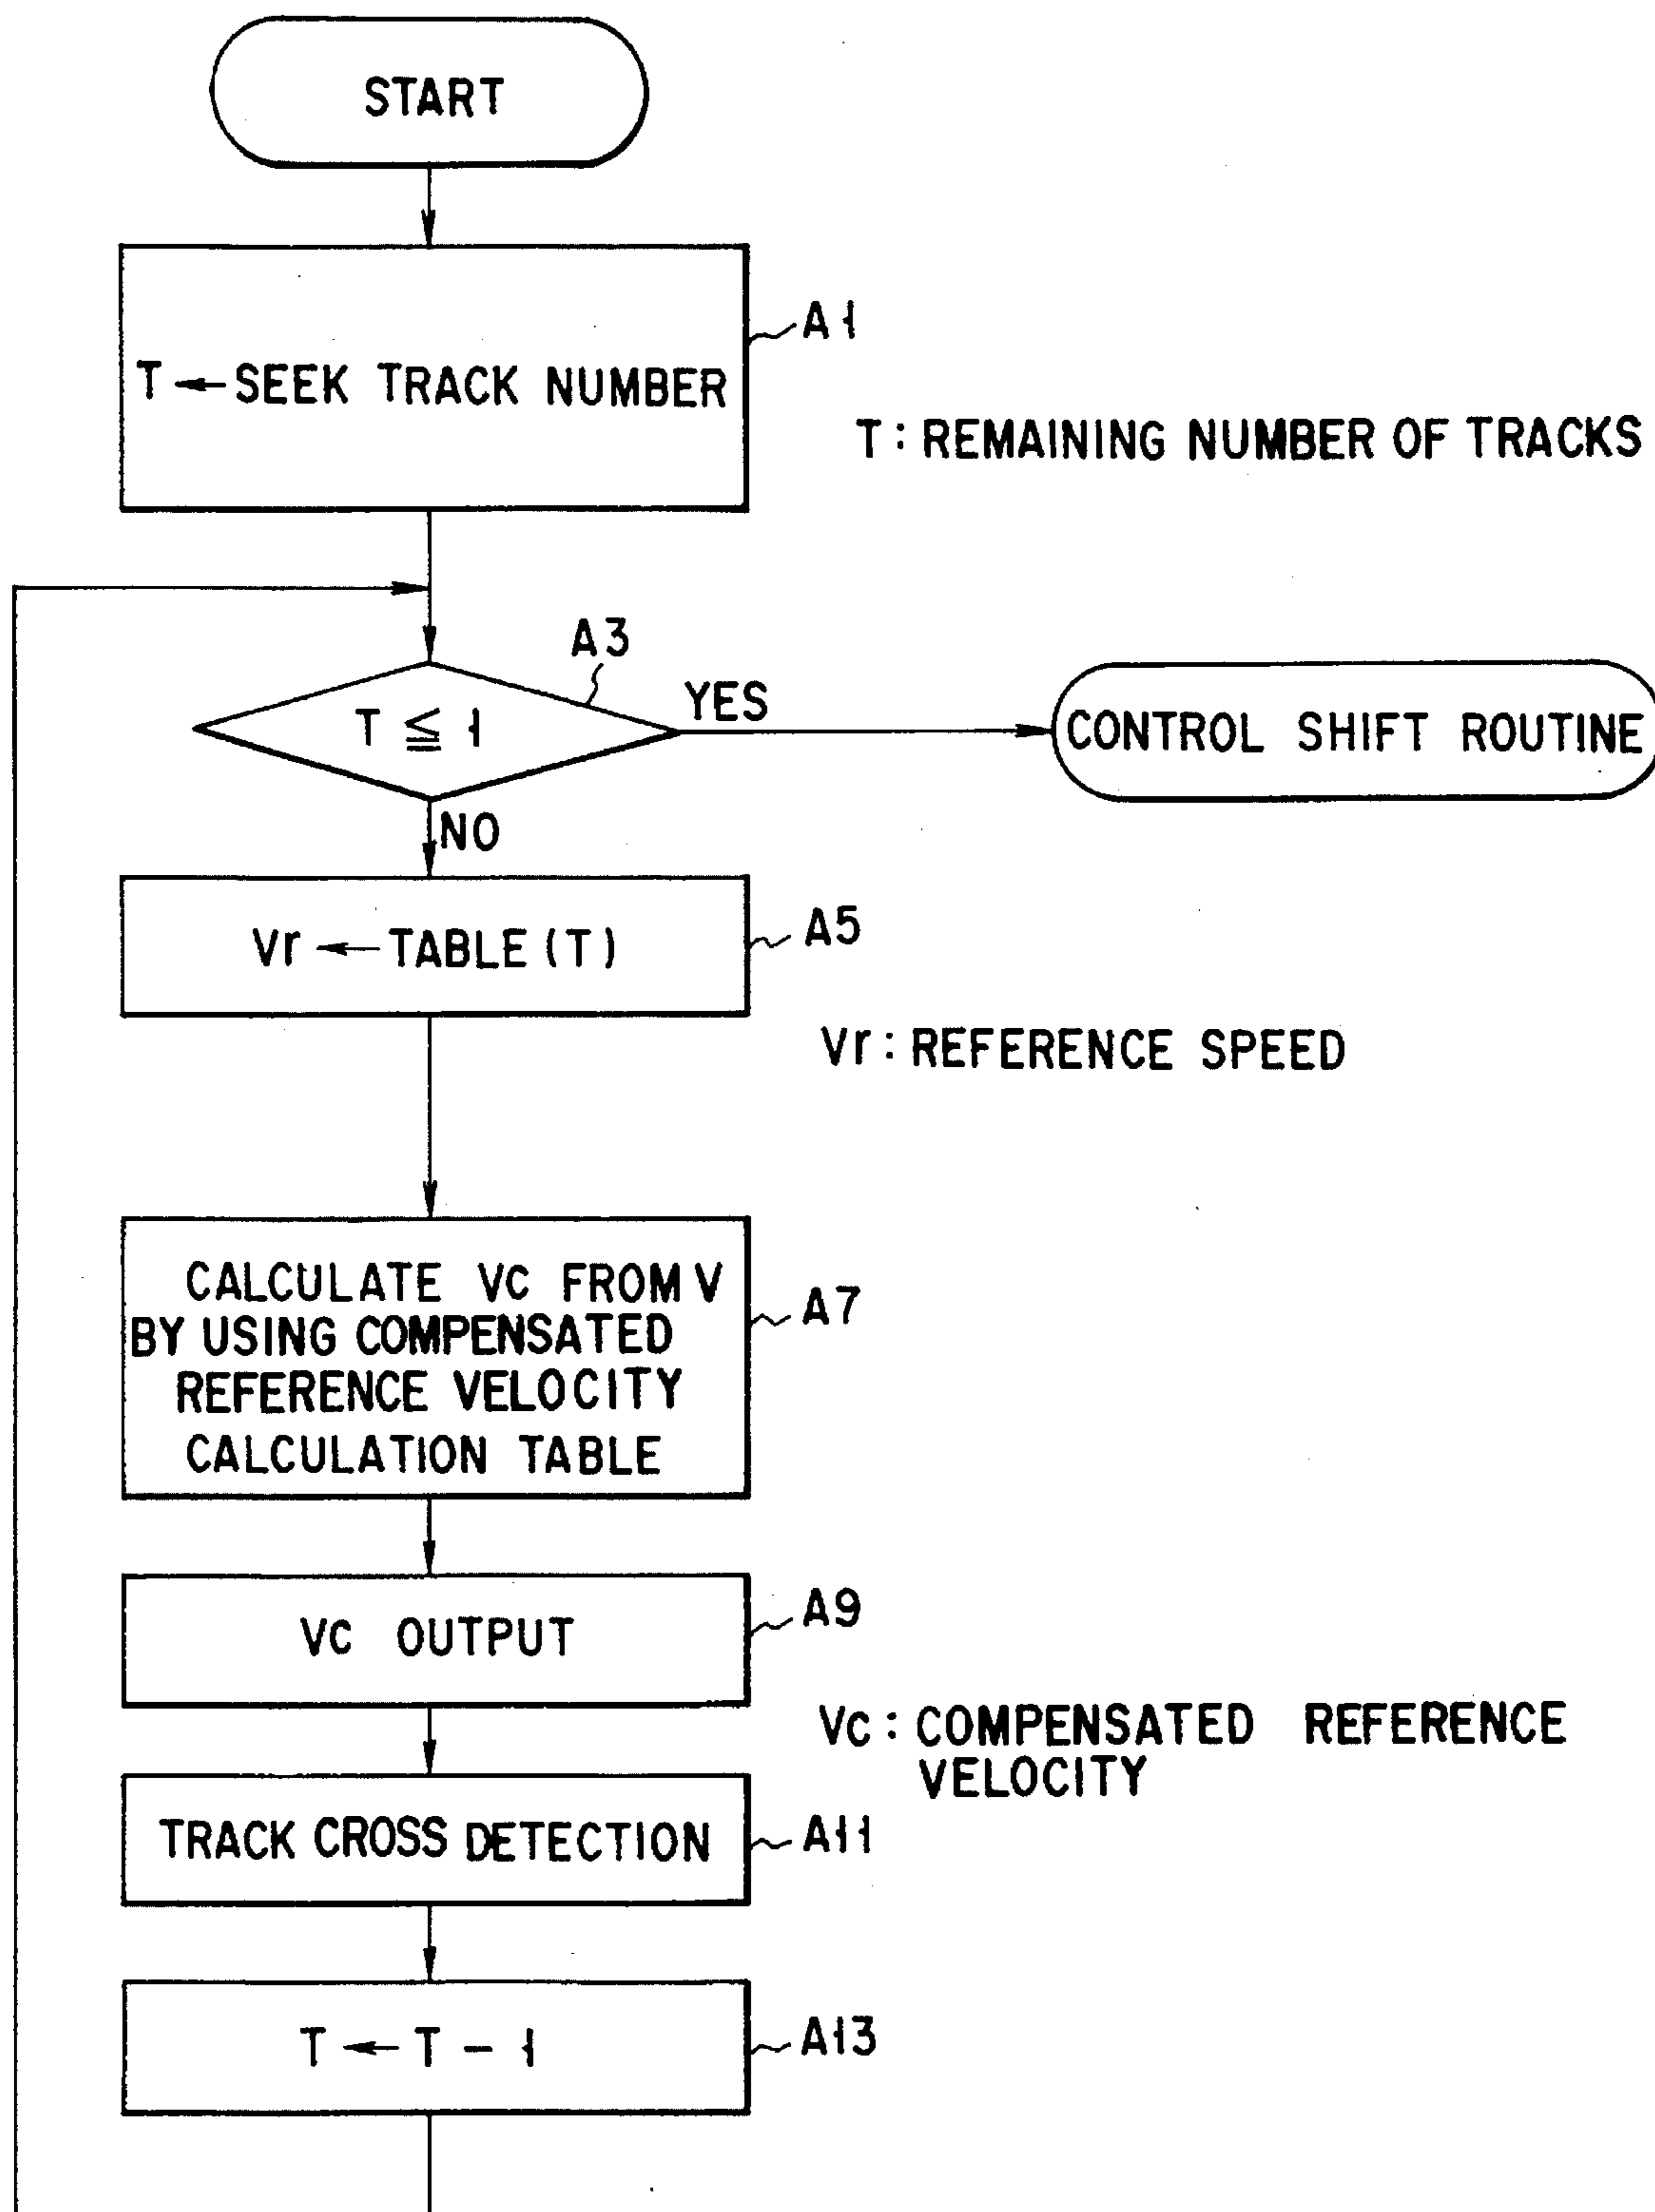 START
A1
T ← SEEK TRACK NUMBER
T : REMAINING NUMBER OF TRACKS
A3
T ≦ 1
YES
CONTROL SHIFT ROUTINE
NO
Vr ← TABLE (T)
A5
Vr : REFERENCE SPEED
CALCULATE VC FROM V
BY USING COMPENSATED
REFERENCE VELOCITY
CALCULATION TABLE
A7
VC OUTPUT
A9
VC : COMPENSATED REFERENCE
VELOCITY
TRACK CROSS DETECTION
A11
T ← T - 1
A13